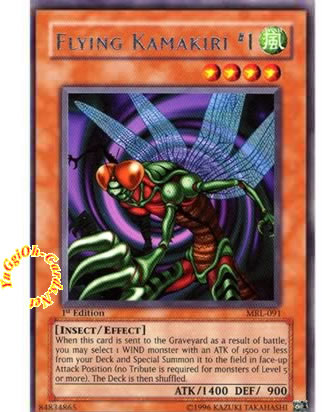 FLYING KAMAKIRI #1
風
YuGgiOh-Cards.Net
1st Edition
MRL-091
[INSECT/EFFECT]
When this card is sent to the Graveyard as a result of battle,
you may select 1 WIND monster with an ATK of 1500 or less
from your Deck and Special Summon it to the field in face-up
Attack Position (no Tribute is required for monsters of Level 5
or more). The Deck is then shuffled.
ATK/1400 DEF/ 900
84834865
©1996 KAZUKI TAKAHASHI